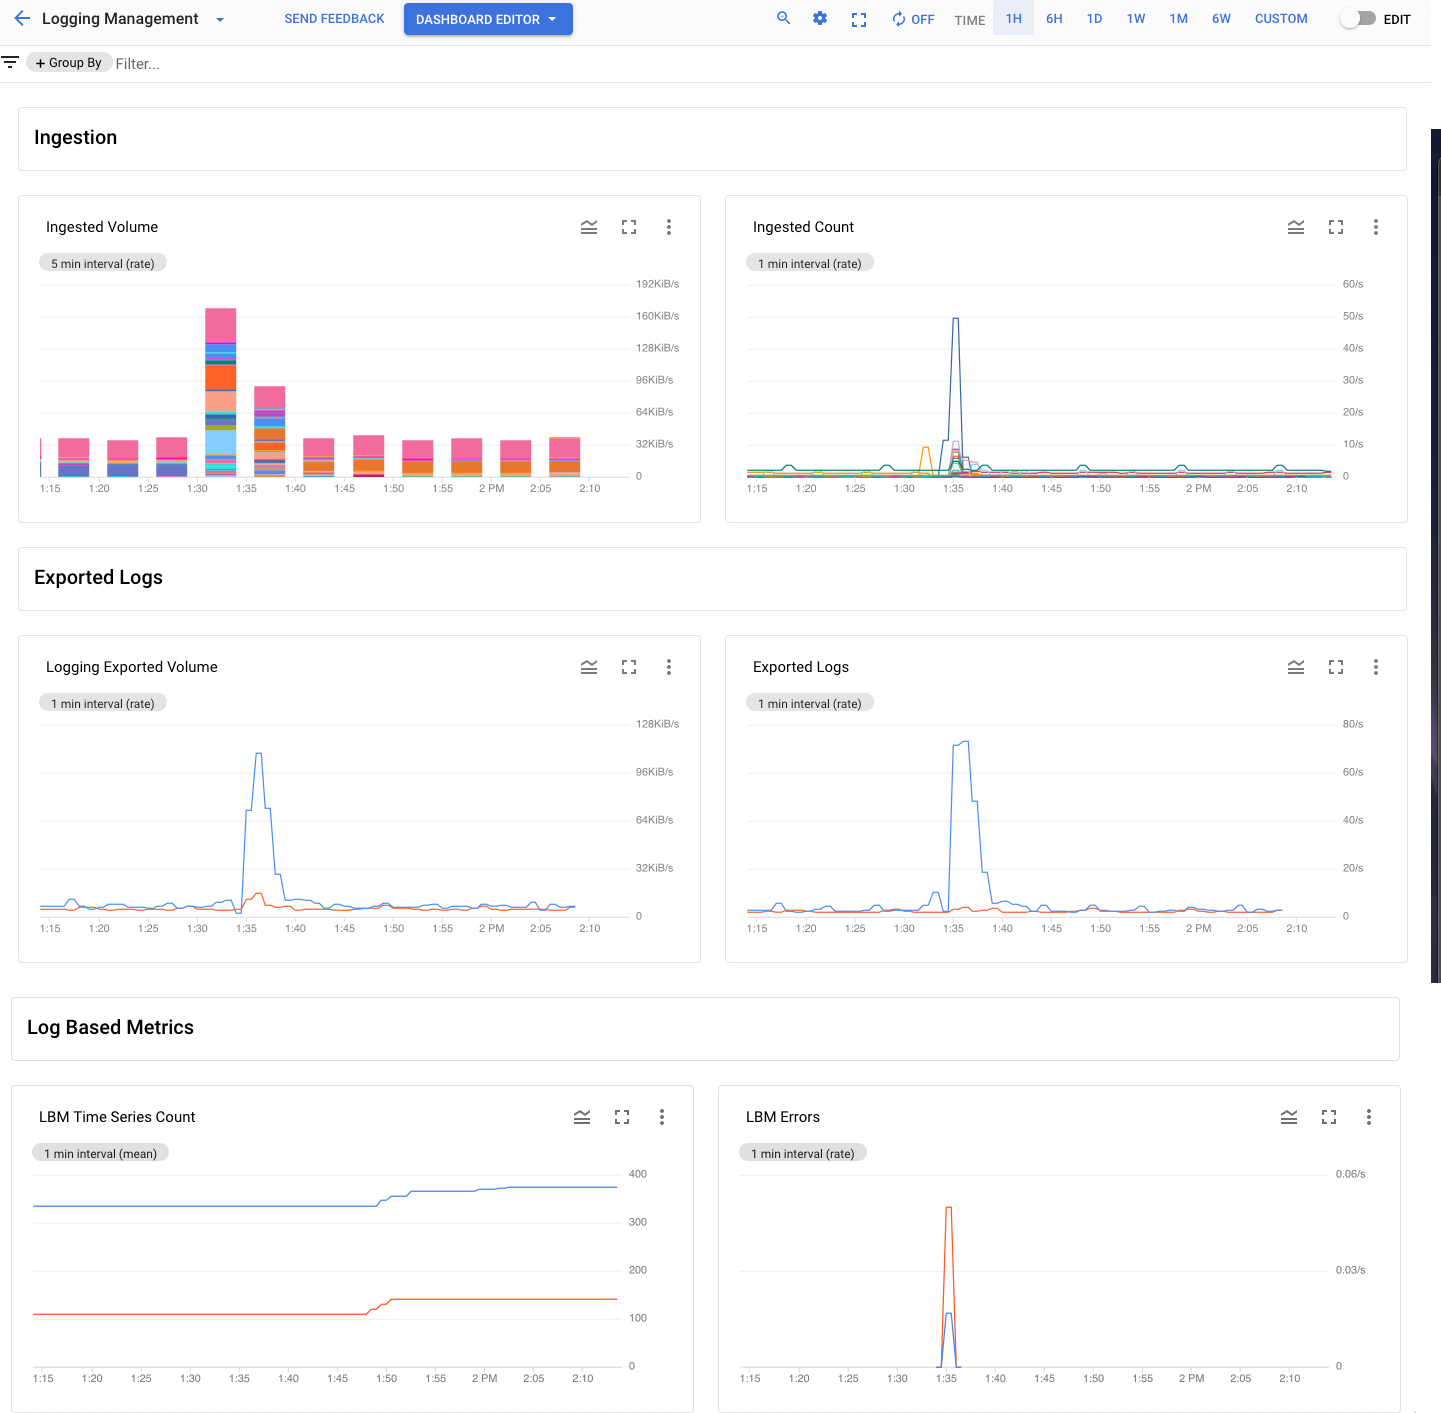 Logging Management
SEND FEEDBACK
DASHBOARD EDITOR
OFF
TIME
1H
6H
1D
1W
1M
6W
CUSTOM
EDIT
+ Group By
Filter...
Ingestion
Ingested Volume
5 min interval (rate)
192KiB/s
160KiB/s
128KiB/s
96KiB/s
64KiB/s
32KiB/s
0
1:15 1:20 1:25 1:30 1:35 1:40 1:45 1:50 1:55 2 PM 2:05 2:10
Ingested Count
1 min interval (rate)
60/s
50/s
40/s
30/s
20/s
10/s
0
1:15 1:20 1:25 1:30 1:35 1:40 1:45 1:50 1:55 2 PM 2:05 2:10
Exported Logs
Logging Exported Volume
1 min interval (rate)
128KiB/s
96KiB/s
64KiB/s
32KiB/s
0
1:15 1:20 1:25 1:30 1:35 1:40 1:45 1:50 1:55 2 PM 2:05 2:10
Exported Logs
1 min interval (rate)
80/s
60/s
40/s
20/s
0
1:15 1:20 1:25 1:30 1:35 1:40 1:45 1:50 1:55 2 PM 2:05 2:10
Log Based Metrics
LBM Time Series Count
1 min interval (mean)
400
300
200
100
0
1:15 1:20 1:25 1:30 1:35 1:40 1:45 1:50 1:55 2 PM 2:05 2:10
LBM Errors
1 min interval (rate)
0.06/s
0.03/s
0
1:15 1:20 1:25 1:30 1:35 1:40 1:45 1:50 1:55 2 PM 2:05 2:10